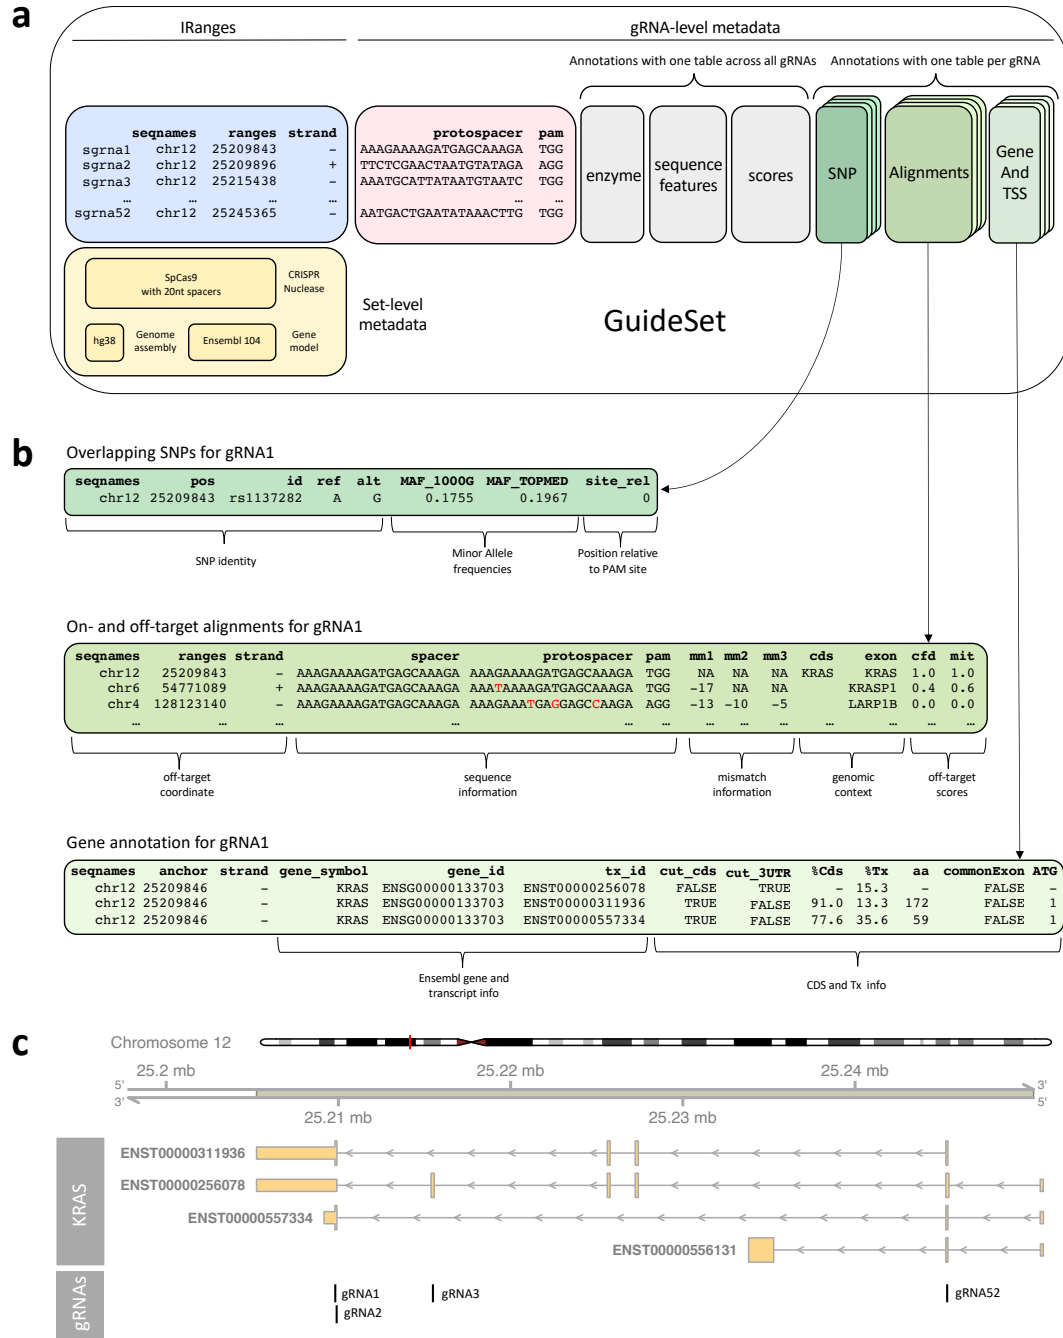 a
IRanges
gRNA-level metadata
Annotations with one table across all gRNAs
Annotations with one table per gRNA
seqnames ranges strand
sgrna1 chr12 25209843 -
sgrna2 chr12 25209896 +
sgrna3 chr12 25215438 -
… … … …
sgrna52 chr12 25245365 -
protospacer pam
AAAGAAAAGATGAGCAAAGA TGG
TTCTCGAACTAATGTATAGA AGG
AAATGCATTATAATGTAATC TGG
… …
AATGACTGAATATAAACTTG TGG
enzyme
sequence
features
scores
SNP
Alignments
Gene
And
TSS
SpCas9
with 20nt spacers
CRISPR
Nuclease
hg38
Genome
assembly
Ensembl 104
Gene
model
Set-level
metadata
GuideSet
b
Overlapping SNPs for gRNA1
seqnames pos id ref alt MAF_1000G MAF_TOPMED site_rel
chr12 25209843 rs1137282 A G 0.1755 0.1967 0
SNP identity
Minor Allele
frequencies
Position relative
to PAM site
On- and off-target alignments for gRNA1
seqnames ranges strand spacer protospacer pam mm1 mm2 mm3 cds exon cfd mit
chr12 25209843 - AAAGAAAAGATGAGCAAAGA AAAGAAAAGATGAGCAAAGA TGG NA NA NA KRAS KRAS 1.0 1.0
chr6 54771089 + AAAGAAAAGATGAGCAAAGA AAATAAAAGATGAGCAAAGA TGG -17 NA NA KRASP1 0.4 0.6
chr4 128123140 - AAAGAAAAGATGAGCAAAGA AAAGAAATGAGGAGCCAAGA AGG -13 -10 -5 LARP1B 0.0 0.0
… … … … … … … … … … … … …
off-target
coordinate
sequence
information
mismatch
information
genomic
context
off-target
scores
Gene annotation for gRNA1
seqnames anchor strand gene_symbol gene_id tx_id cut_cds cut_3UTR %Cds %Tx aa commonExon ATG
chr12 25209846 - KRAS ENSG00000133703 ENST00000256078 FALSE TRUE - 15.3 - FALSE -
chr12 25209846 - KRAS ENSG00000133703 ENST00000311936 TRUE FALSE 91.0 13.3 172 FALSE 1
chr12 25209846 - KRAS ENSG00000133703 ENST00000557334 TRUE FALSE 77.6 35.6 59 FALSE 1
Ensembl gene and
transcript info
CDS and Tx info
c
Chromosome 12
25.2 mb 25.22 mb 25.24 mb
5' 3'
3' 5'
25.21 mb 25.23 mb
KRAS
ENST00000311936
ENST00000256078
ENST00000557334
ENST00000556131
gRNAs
gRNA1 gRNA3 gRNA52
gRNA2